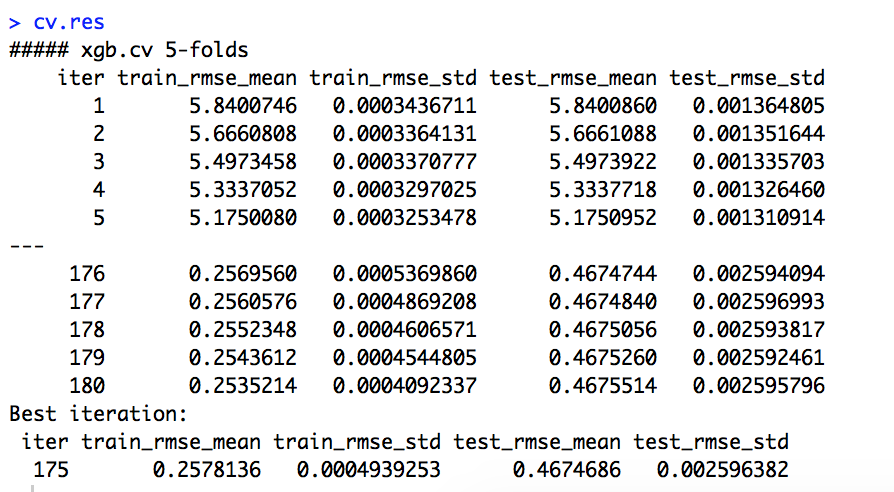 > cv.res
##### xgb.cv 5-folds
iter train_rmse_mean train_rmse_std test_rmse_mean test_rmse_std
1 5.8400746 0.0003436711 5.8400860 0.001364805
2 5.6660808 0.0003364131 5.6661088 0.001351644
3 5.4973458 0.0003370777 5.4973922 0.001335703
4 5.3337052 0.0003297025 5.3337718 0.001326460
5 5.1750080 0.0003253478 5.1750952 0.001310914
---
176 0.2569560 0.0005369860 0.4674744 0.002594094
177 0.2560576 0.0004869208 0.4674840 0.002596993
178 0.2552348 0.0004606571 0.4675056 0.002593817
179 0.2543612 0.0004544805 0.4675260 0.002592461
180 0.2535214 0.0004092337 0.4675514 0.002595796
Best iteration:
iter train_rmse_mean train_rmse_std test_rmse_mean test_rmse_std
175 0.2578136 0.0004939253 0.4674686 0.002596382